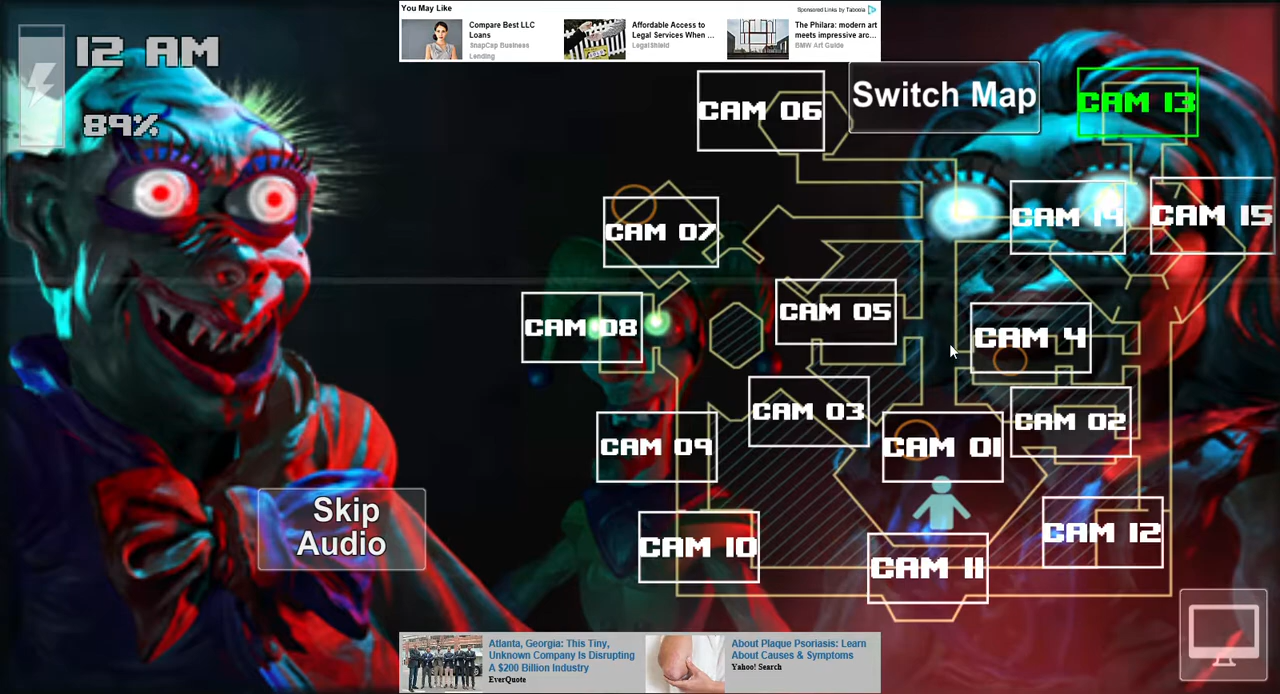 You May Like
Sponsored Links by Taboola
Compare Best LLC
Loans
SnapCap Business
Lending
Affordable Access to
Legal Services When ...
LegalShield
The Philara: modern art
meets impressive arc...
BMW Art Guide
12 AM
89%
CAM 06
Switch Map
CAM 13
CAM 07
CAM 14
CAM 15
CAM 08
CAM 05
CAM 4
CAM 03
CAM 02
CAM 09
CAM 01
Skip
Audio
CAM 10
CAM 11
CAM 12
Atlanta, Georgia: This Tiny,
Unknown Company Is Disrupting
A $200 Billion Industry
EverQuote
About Plaque Psoriasis: Learn
About Causes & Symptoms
Yahoo! Search